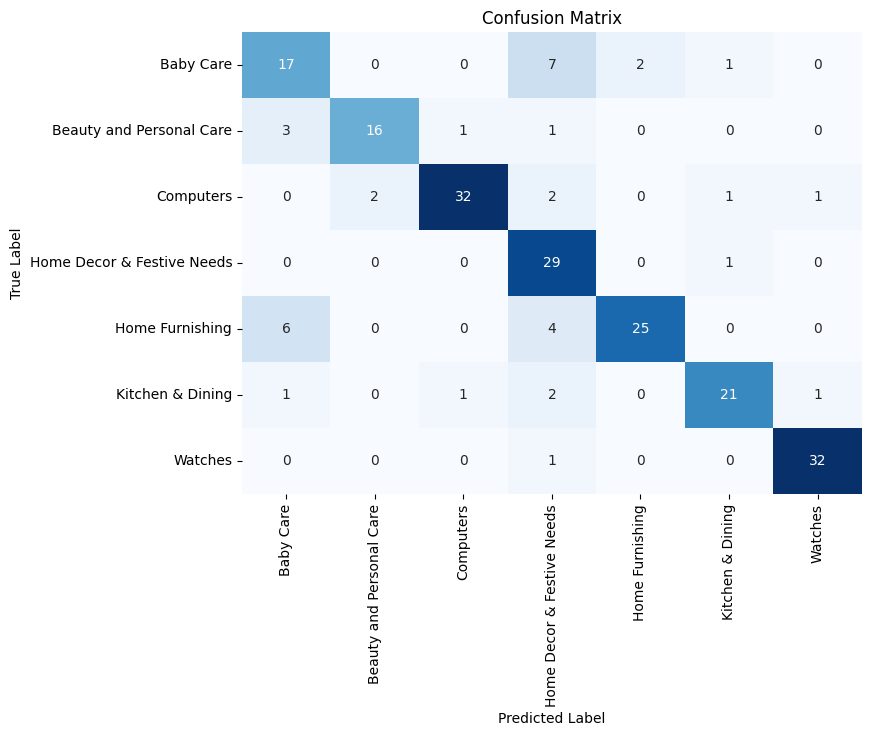 Confusion Matrix
True Label
Baby Care 17 0 0 7 2 1 0
Beauty and Personal Care 3 16 1 1 0 0 0
Computers 0 2 32 2 0 1 1
Home Decor & Festive Needs 0 0 0 29 0 1 0
Home Furnishing 6 0 0 4 25 0 0
Kitchen & Dining 1 0 1 2 0 21 1
Watches 0 0 0 1 0 0 32
Baby Care
Beauty and Personal Care
Computers
Home Decor & Festive Needs
Home Furnishing
Kitchen & Dining
Watches
Predicted Label